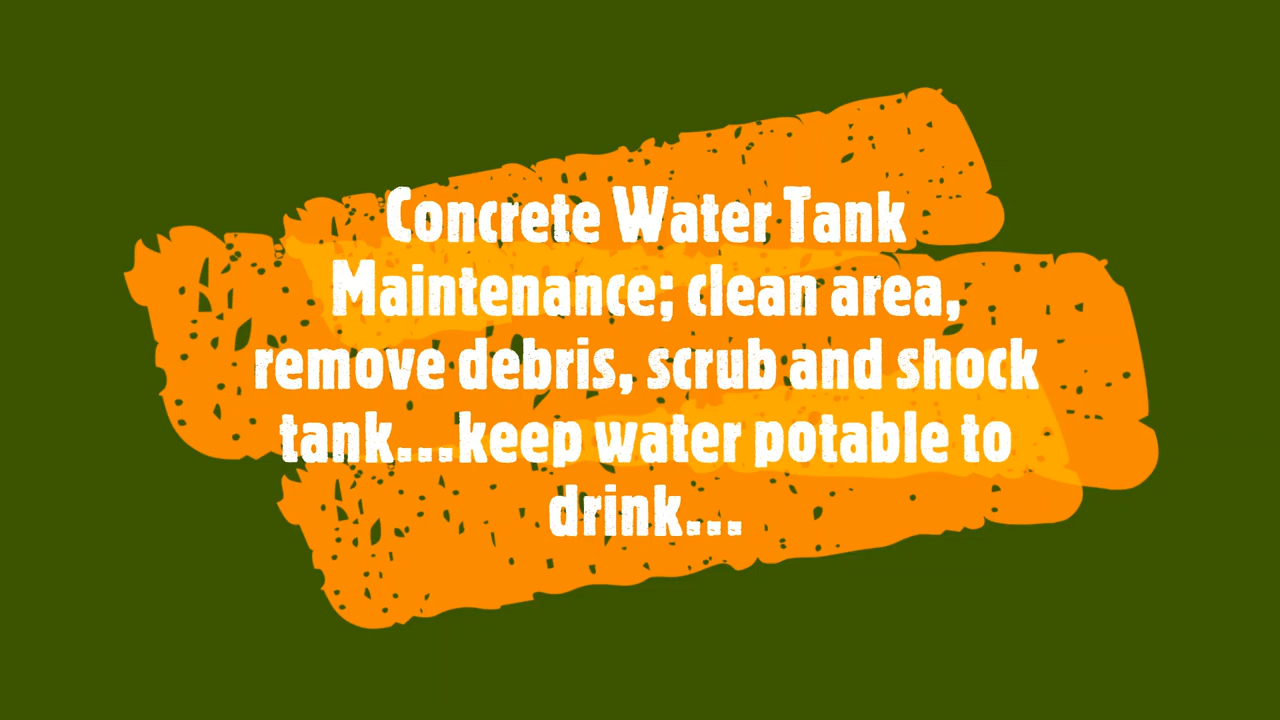 Concrete Water Tank
Maintenance; clean area,
remove debris, scrub and shock
tank...keep water potable to
drink...